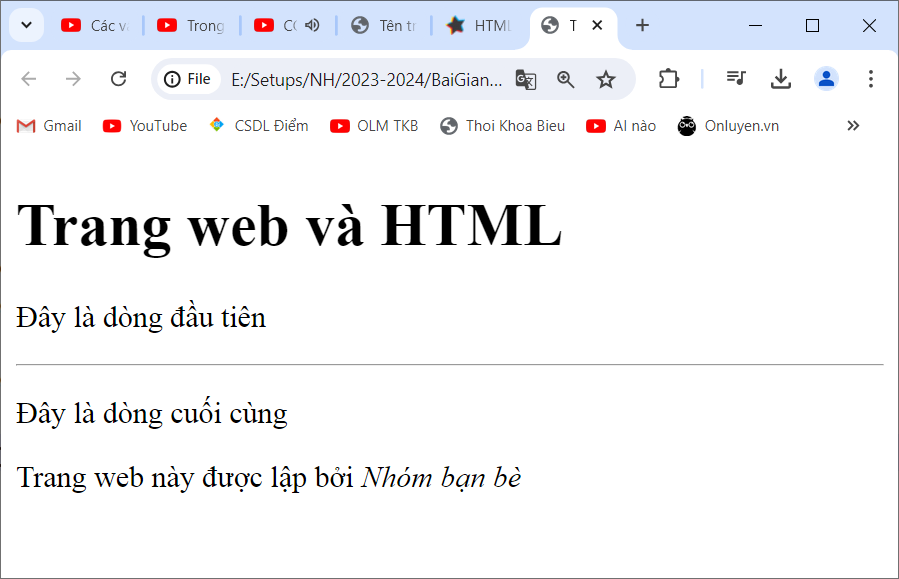 Các v
Trong
CC
Tên tr
HTML
T
File
E:/Setups/NH/2023-2024/BaiGian...
Gmail
YouTube
CSDL Điểm
OLM TKB
Thoi Khoa Bieu
AI nào
Onluyen.vn
Trang web và HTML
Đây là dòng đầu tiên
Đây là dòng cuối cùng
Trang web này được lập bởi Nhóm bạn bè